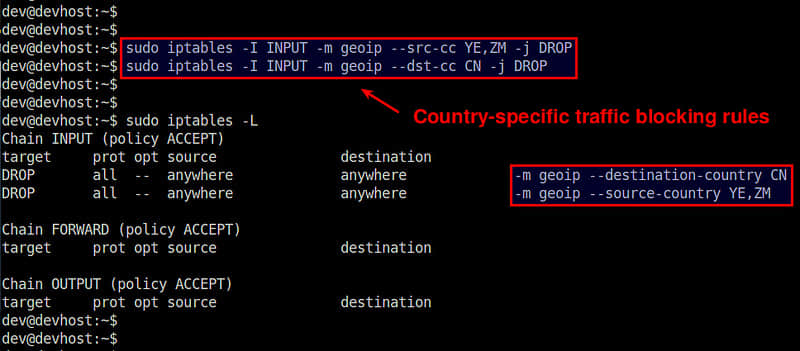 dev@devhost:~$
dev@devhost:~$
dev@devhost:~$ sudo iptables -I INPUT -m geoip --src-cc YE,ZM -j DROP
dev@devhost:~$ sudo iptables -I INPUT -m geoip --dst-cc CN -j DROP
dev@devhost:~$
dev@devhost:~$
dev@devhost:~$ sudo iptables -L
Country-specific traffic blocking rules
Chain INPUT (policy ACCEPT)
target prot opt source destination
DROP all -- anywhere anywhere -m geoip --destination-country CN
DROP all -- anywhere anywhere -m geoip --source-country YE,ZM
Chain FORWARD (policy ACCEPT)
target prot opt source destination
Chain OUTPUT (policy ACCEPT)
target prot opt source destination
dev@devhost:~$
dev@devhost:~$
dev@devhost:~$